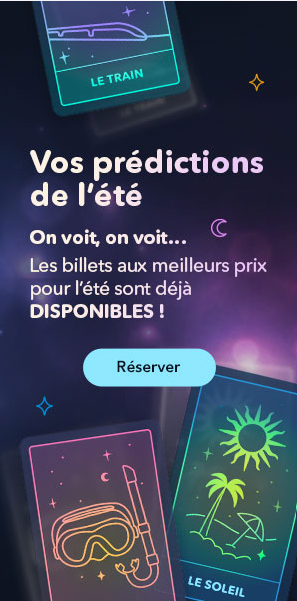 LE TRAIN
Vos prédictions
de l'été
On voit, on voit...
Les billets aux meilleurs prix
pour l'été sont déjà
DISPONIBLES !
Réserver
LE SOLEIL